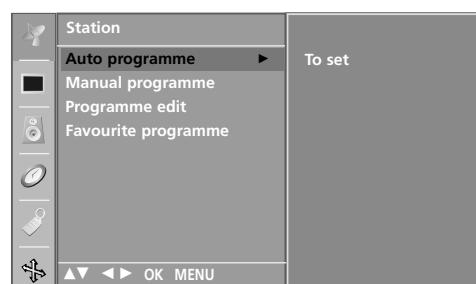 Station
Auto programme ►
To set
Manual programme
Programme edit
Favourite programme
▲▼ ◄► OK MENU